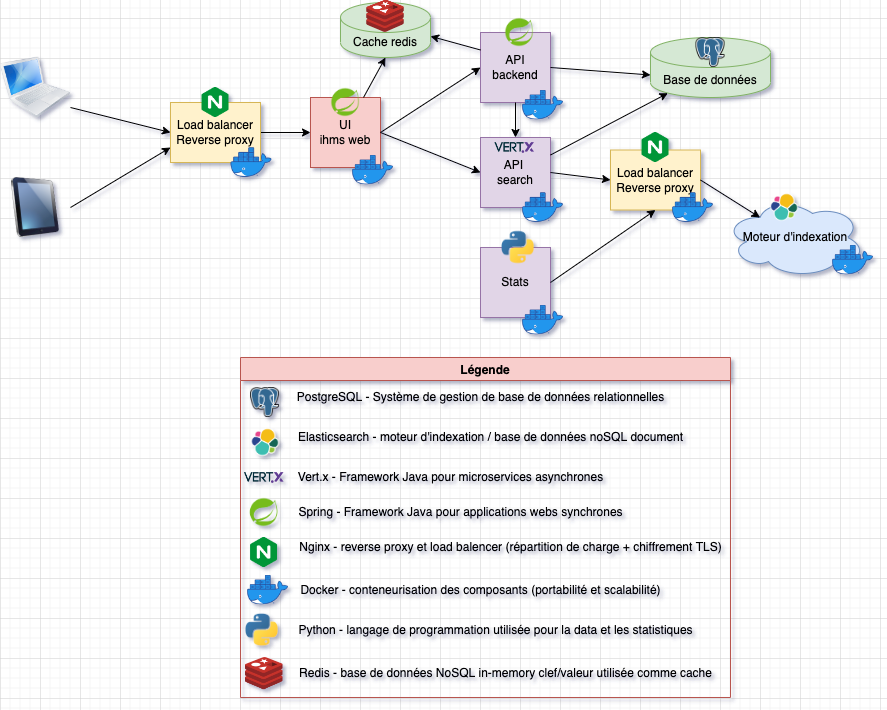 Cache redis
API
backend
Base de données
Load balancer
Reverse proxy
UI
ihms web
VERT.X
API
search
Load balancer
Reverse proxy
Moteur d'indexation
Stats
Légende
PostgreSQL - Système de gestion de base de données relationnelles
Elasticsearch - moteur d'indexation / base de données noSQL document
VERT.X
Vert.x - Framework Java pour microservices asynchrones
Spring - Framework Java pour applications webs synchrones
N
Nginx - reverse proxy et load balencer (répartition de charge + chiffrement TLS)
Docker - conteneurisation des composants (portabilité et scalabilité)
Python - langage de programmation utilisée pour la data et les statistiques
Redis - base de données NoSQL in-memory clef/valeur utilisée comme cache